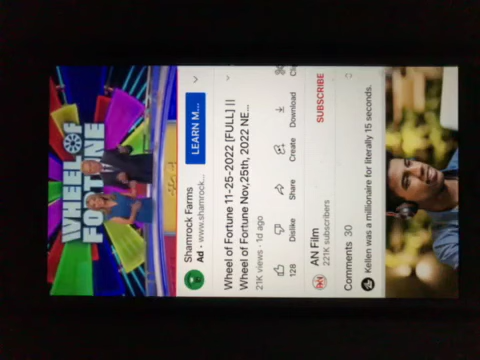 WHEEL OF
FORTUNE
Shamrock Farms
Ad · www.shamrock...
LEARN M...
Wheel of Fortune 11-25-2022 [FULL] ||
Wheel of Fortune Nov,25th, 2022 NE...
21K views · 1d ago
128
Dislike
Share
Create
Download
Cli
AN Film
221K subscribers
SUBSCRIBE
Comments 30
Kellen was a millionaire for literally 15 seconds.